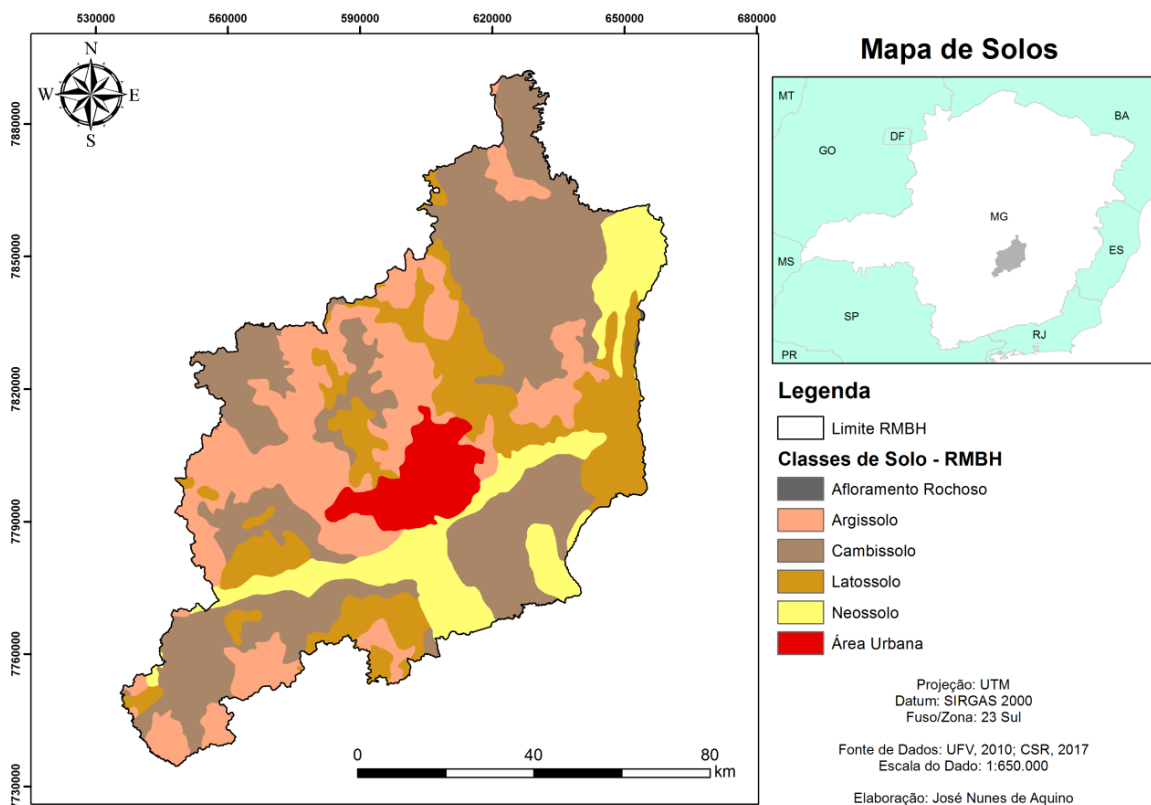 530000 560000 590000 620000 650000 680000
7880000
7850000
7820000
7790000
7760000
7730000
N
W E
S
0 40 80
km
Mapa de Solos
MT
BA
DF
GO
MG
ES
MS
SP
RJ
PR
Legenda
Limite RMBH
Classes de Solo - RMBH
Afloramento Rochoso
Argissolo
Cambissolo
Latossolo
Neossolo
Área Urbana
Projeção: UTM
Datum: SIRGAS 2000
Fuso/Zona: 23 Sul
Fonte de Dados: UFV, 2010; CSR, 2017
Escala do Dado: 1:650.000
Elaboração: José Nunes de Aquino